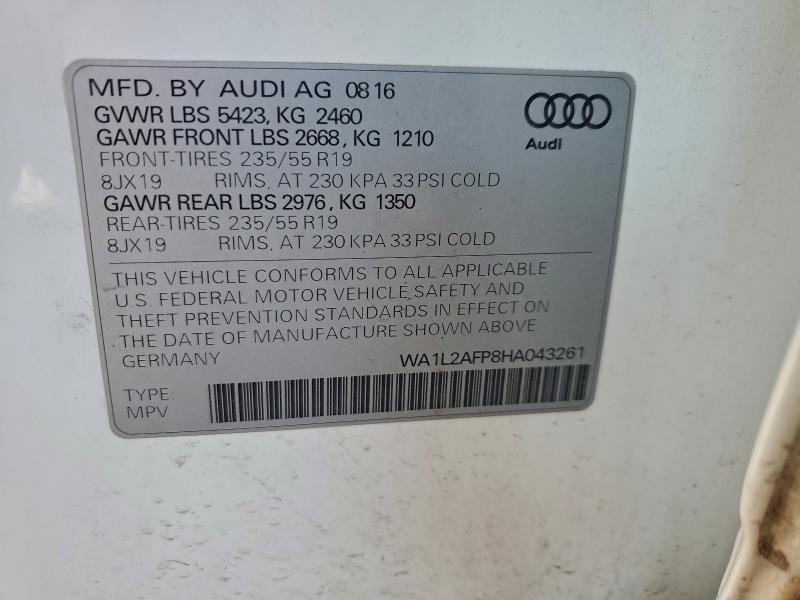 MFD. BY AUDI AG 08 16
GVWR LBS 5423, KG 2460
GAWR FRONT LBS 2668, KG 1210
FRONT-TIRES 235/55 R19
8JX19 RIMS, AT 230 KPA 33 PSI COLD
GAWR REAR LBS 2976, KG 1350
REAR-TIRES 235/55 R19
8JX19 RIMS, AT 230 KPA 33 PSI COLD
Audi
THIS VEHICLE CONFORMS TO ALL APPLICABLE
U.S. FEDERAL MOTOR VEHICLE SAFETY AND
THEFT PREVENTION STANDARDS IN EFFECT ON
THE DATE OF MANUFACTURE SHOWN ABOVE
GERMANY WA1L2AFP8HA043261
TYPE:
MPV